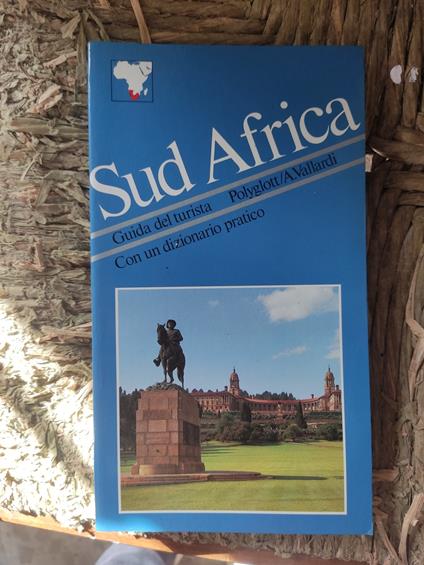 Sud Africa
Guida del turista Polyglott/A.Vallardi
Con un dizionario pratico